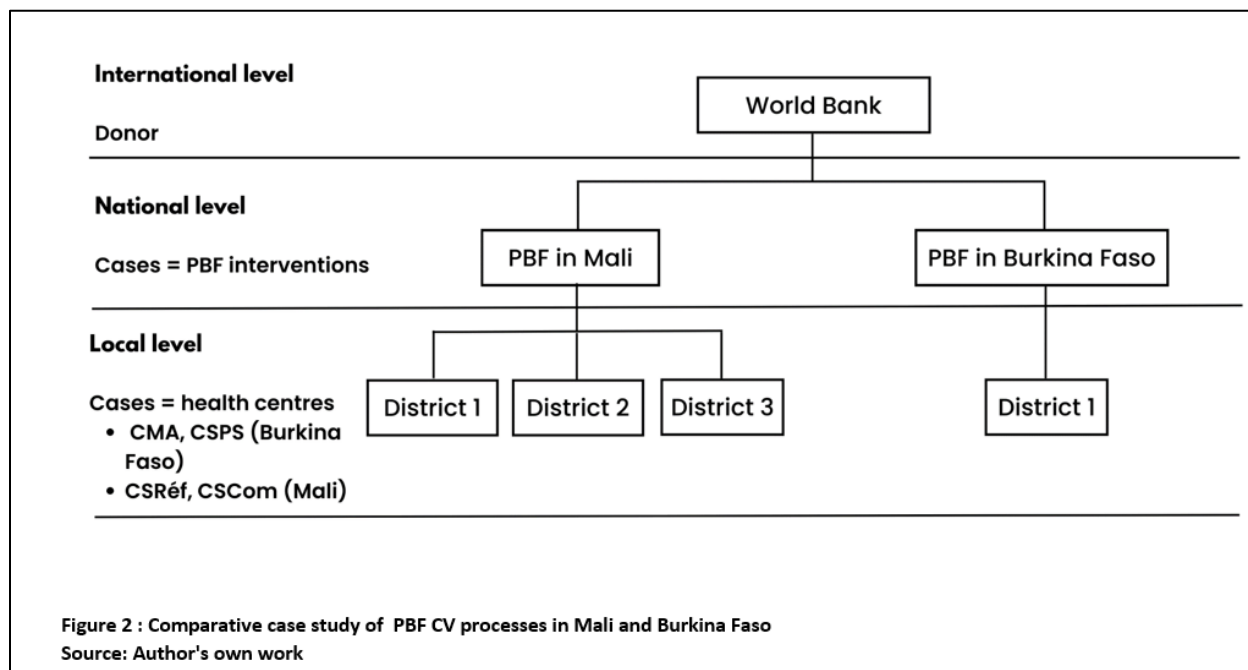 International level
World Bank
Donor
National level
Cases = PBF interventions
PBF in Mali
PBF in Burkina Faso
Local level
Cases = health centres
• CMA, CSPS (Burkina
Faso)
• CSRéf, CSCom (Mali)
District 1
District 2
District 3
District 1
Figure 2 : Comparative case study of PBF CV processes in Mali and Burkina Faso
Source: Author's own work